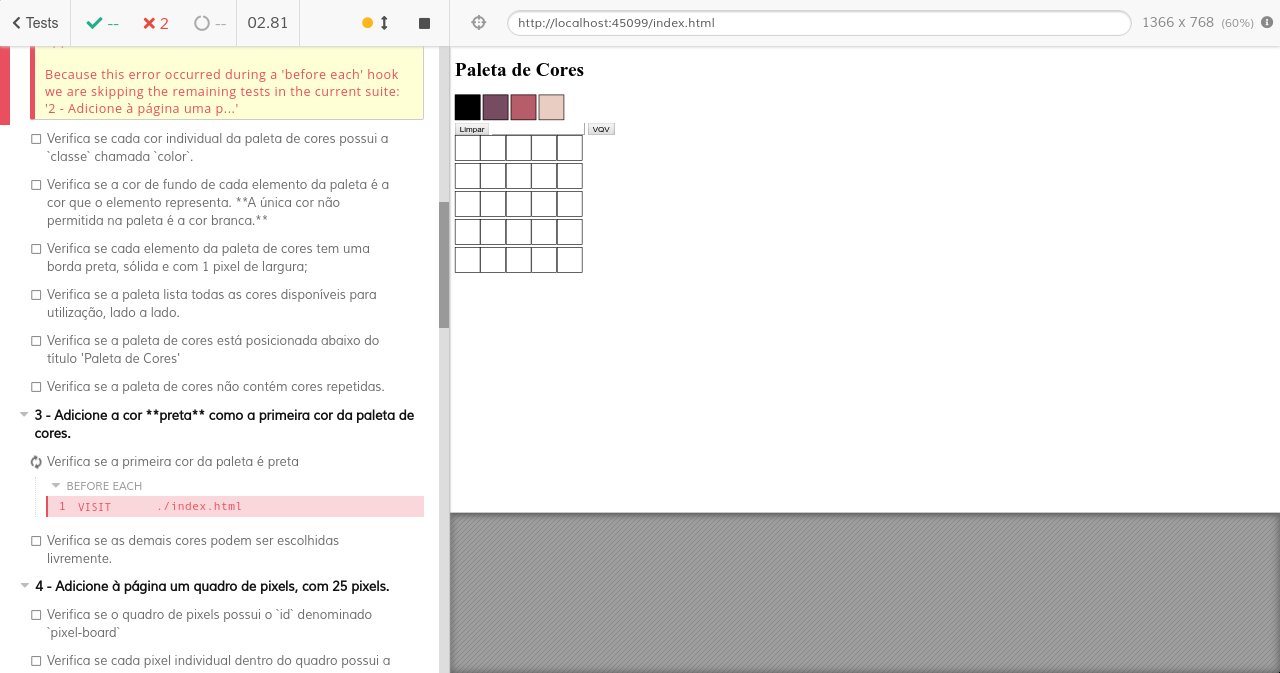 Tests
--
2
--
02.81
http://localhost:45099/index.html
1366 x 768 (60%)
Because this error occurred during a 'before each' hook
we are skipping the remaining tests in the current suite:
'2 - Adicione à página uma p...'
Verifica se cada cor individual da paleta de cores possui a
`classe` chamada `color`.
Verifica se a cor de fundo de cada elemento da paleta é a
cor que o elemento representa. **A única cor não
permitida na paleta é a cor branca.**
Verifica se cada elemento da paleta de cores tem uma
borda preta, sólida e com 1 pixel de largura;
Verifica se a paleta lista todas as cores disponíveis para
utilização, lado a lado.
Verifica se a paleta de cores está posicionada abaixo do
título 'Paleta de Cores'
Verifica se a paleta de cores não contém cores repetidas.
3 - Adicione a cor **preta** como a primeira cor da paleta de
cores.
Verifica se a primeira cor da paleta é preta
BEFORE EACH
1 VISIT ./index.html
Verifica se as demais cores podem ser escolhidas
livremente.
4 - Adicione à página um quadro de pixels, com 25 pixels.
Verifica se o quadro de pixels possui o `id` denominado
`pixel-board`
Verifica se cada pixel individual dentro do quadro possui a
Paleta de Cores
Limpar
VQV